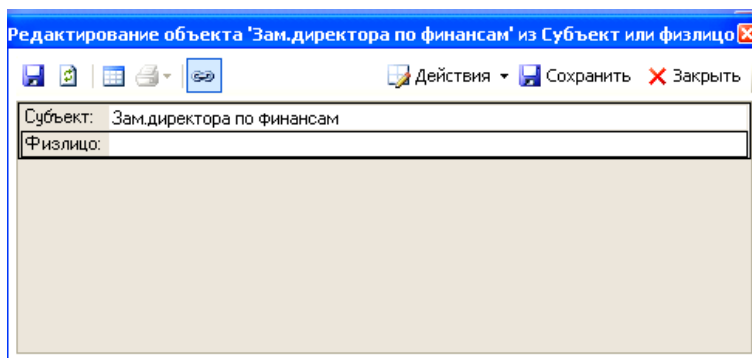 Редактирование объекта 'Зам.директора по финансам' из Субъект или физлицо
Действия Сохранить Закрыть
Субъект: Зам.директора по финансам
Физлицо: